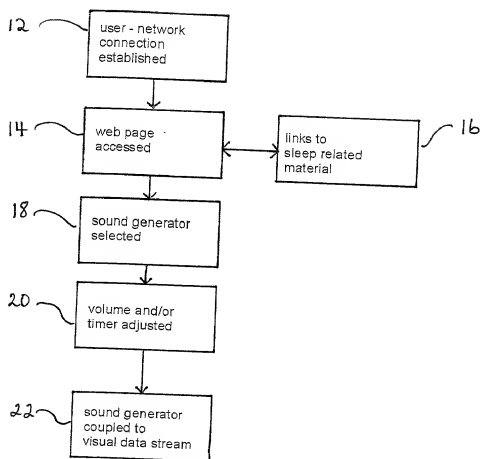 12
user - network
connection
established
14
web page
accessed
links to
sleep related
material
16
18
sound generator
selected
20
volume and/or
timer adjusted
22
sound generator
coupled to
visual data stream